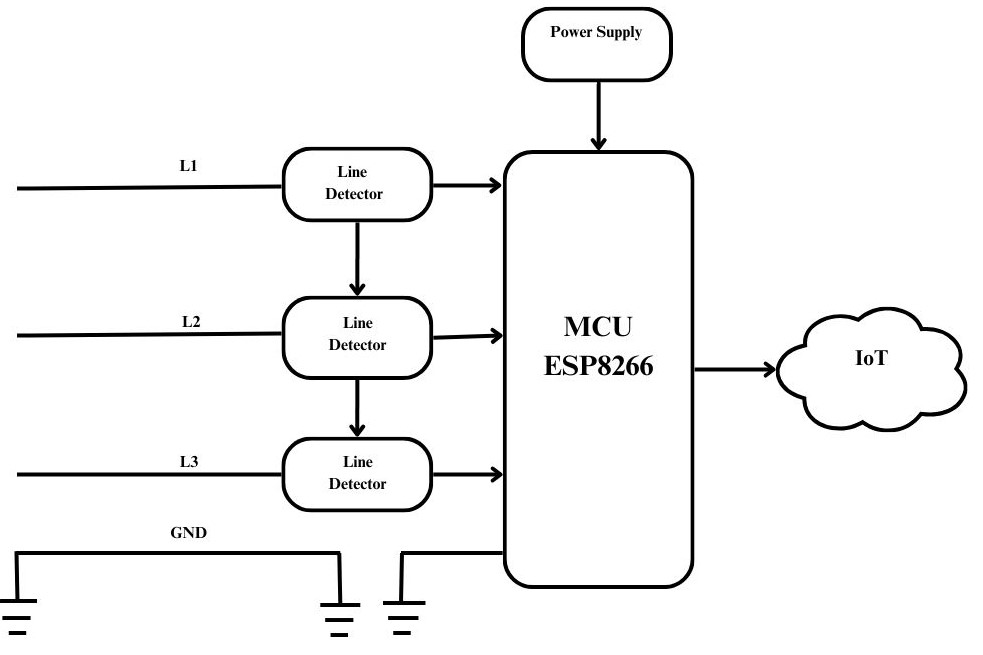 Power Supply
L1
Line
Detector
L2
Line
Detector
MCU
ESP8266
IoT
L3
Line
Detector
GND